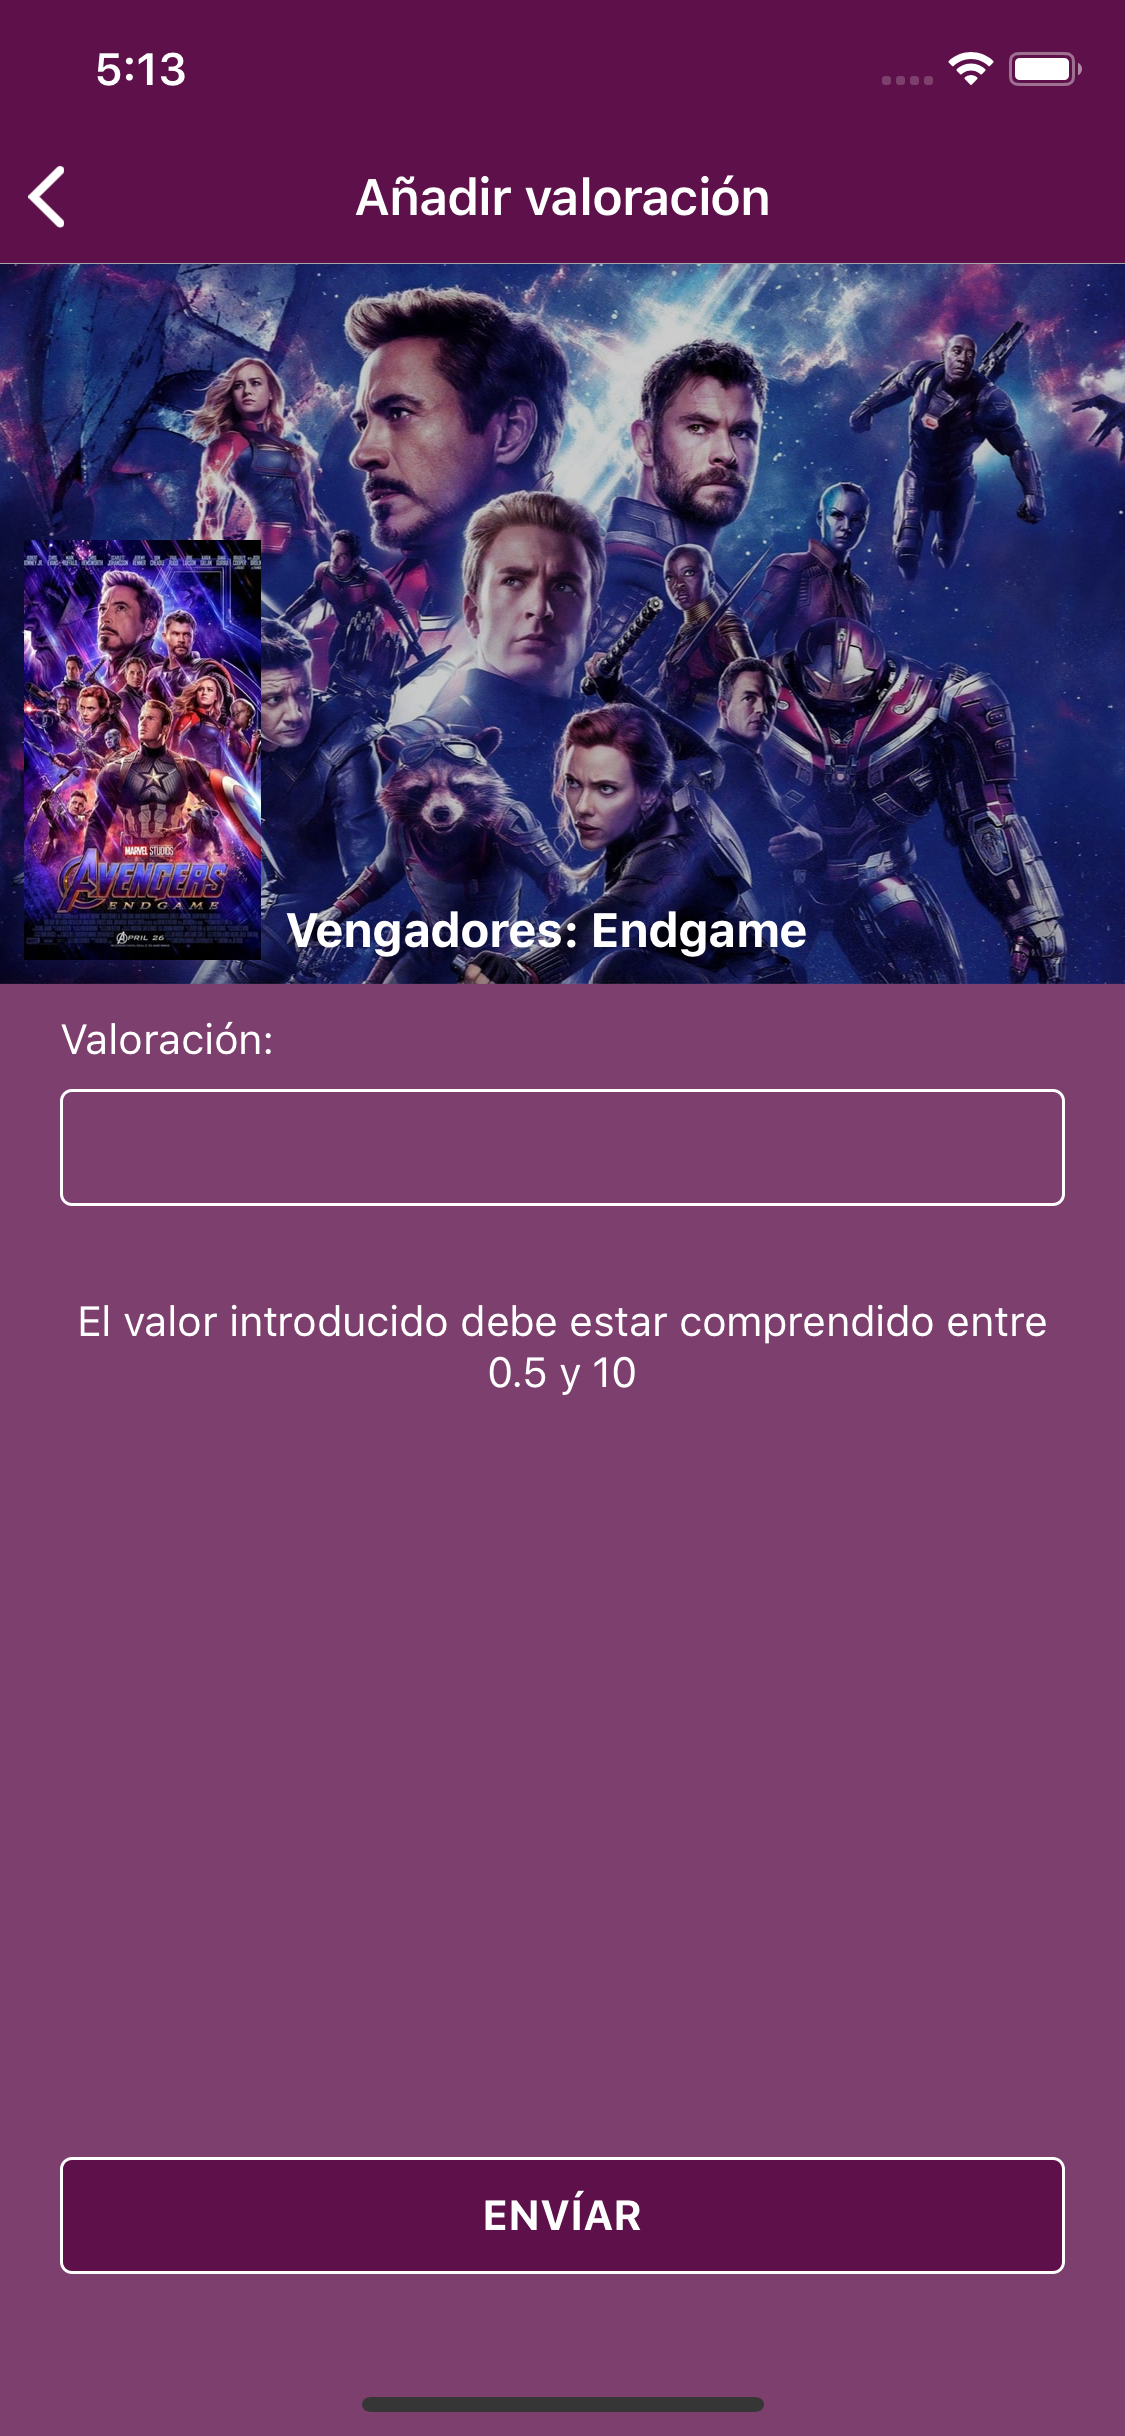 5:13
Añadir valoración
MARVEL STUDIOS
AVENGERS
ENDGAME
APRIL 26
Vengadores: Endgame
Valoración:
El valor introducido debe estar comprendido entre
0.5 y 10
ENVÍAR